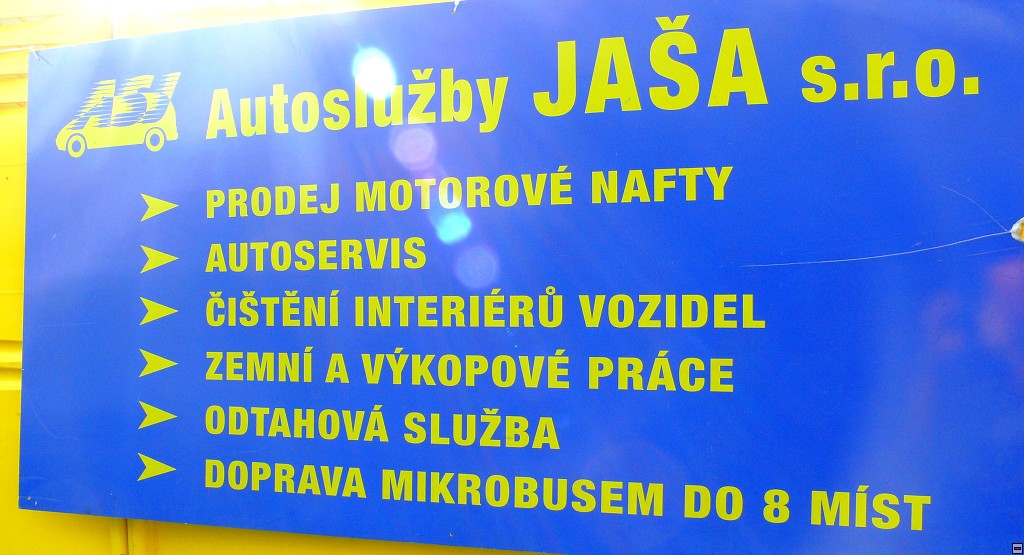 ASJ
Autoslužby JAŠA s.r.o.
PRODEJ MOTOROVÉ NAFTY
AUTOSERVIS
ČIŠTĚNÍ INTERIÉRŮ VOZIDEL
ZEMNÍ A VÝKOPOVÉ PRÁCE
ODTAHOVÁ SLUŽBA
DOPRAVA MIKROBUSEM DO 8 MÍST